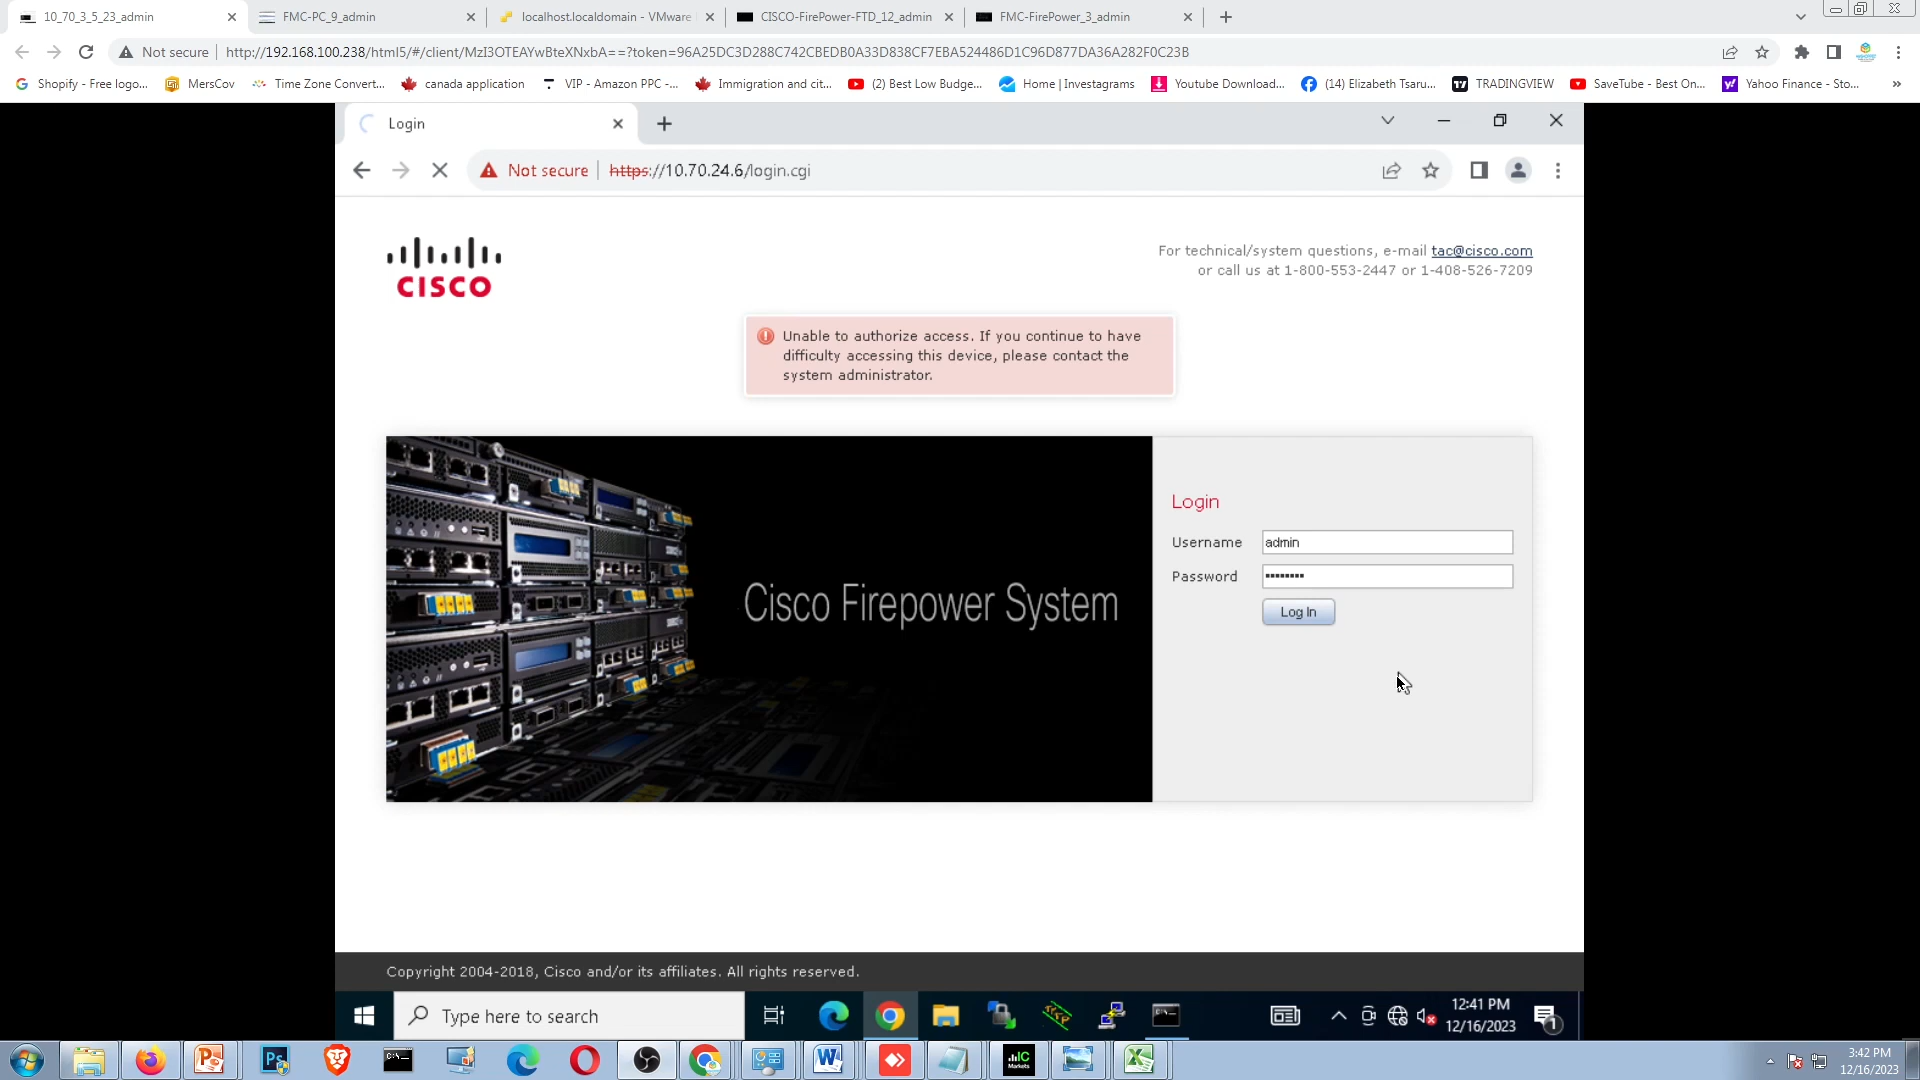 10_70_3_5_23_admin
FMC-PC_9_admin
localhost.localdomain - VMware
CISCO-FirePower-FTD_12_admin
FMC-FirePower_3_admin
Not secure
http://192.168.100.238/html5/#/client/MzI3OTEAYwBteXNxbA==?token=96A25DC3D288C742CBEDB0A33D838CF7EBA524486D1C96D877DA36A282F0C23B
Shopify - Free logo...
MersCov
Time Zone Convert...
canada application
VIP - Amazon PPC -...
Immigration and cit...
(2) Best Low Budge...
Home | Investagrams
Youtube Download...
(14) Elizabeth Tsaru...
TRADINGVIEW
SaveTube - Best On...
Yahoo Finance - Sto...
»
Login
Not secure
https://10.70.24.6/login.cgi
CISCO
For technical/system questions, e-mail tac@cisco.com
or call us at 1-800-553-2447 or 1-408-526-7209
Unable to authorize access. If you continue to have
difficulty accessing this device, please contact the
system administrator.
Cisco Firepower System
Login
Username
admin
Password
••••••••
Log In
Copyright 2004-2018, Cisco and/or its affiliates. All rights reserved.
Type here to search
12:41 PM
12/16/2023
1
IC
Markets
3:42 PM
12/16/2023